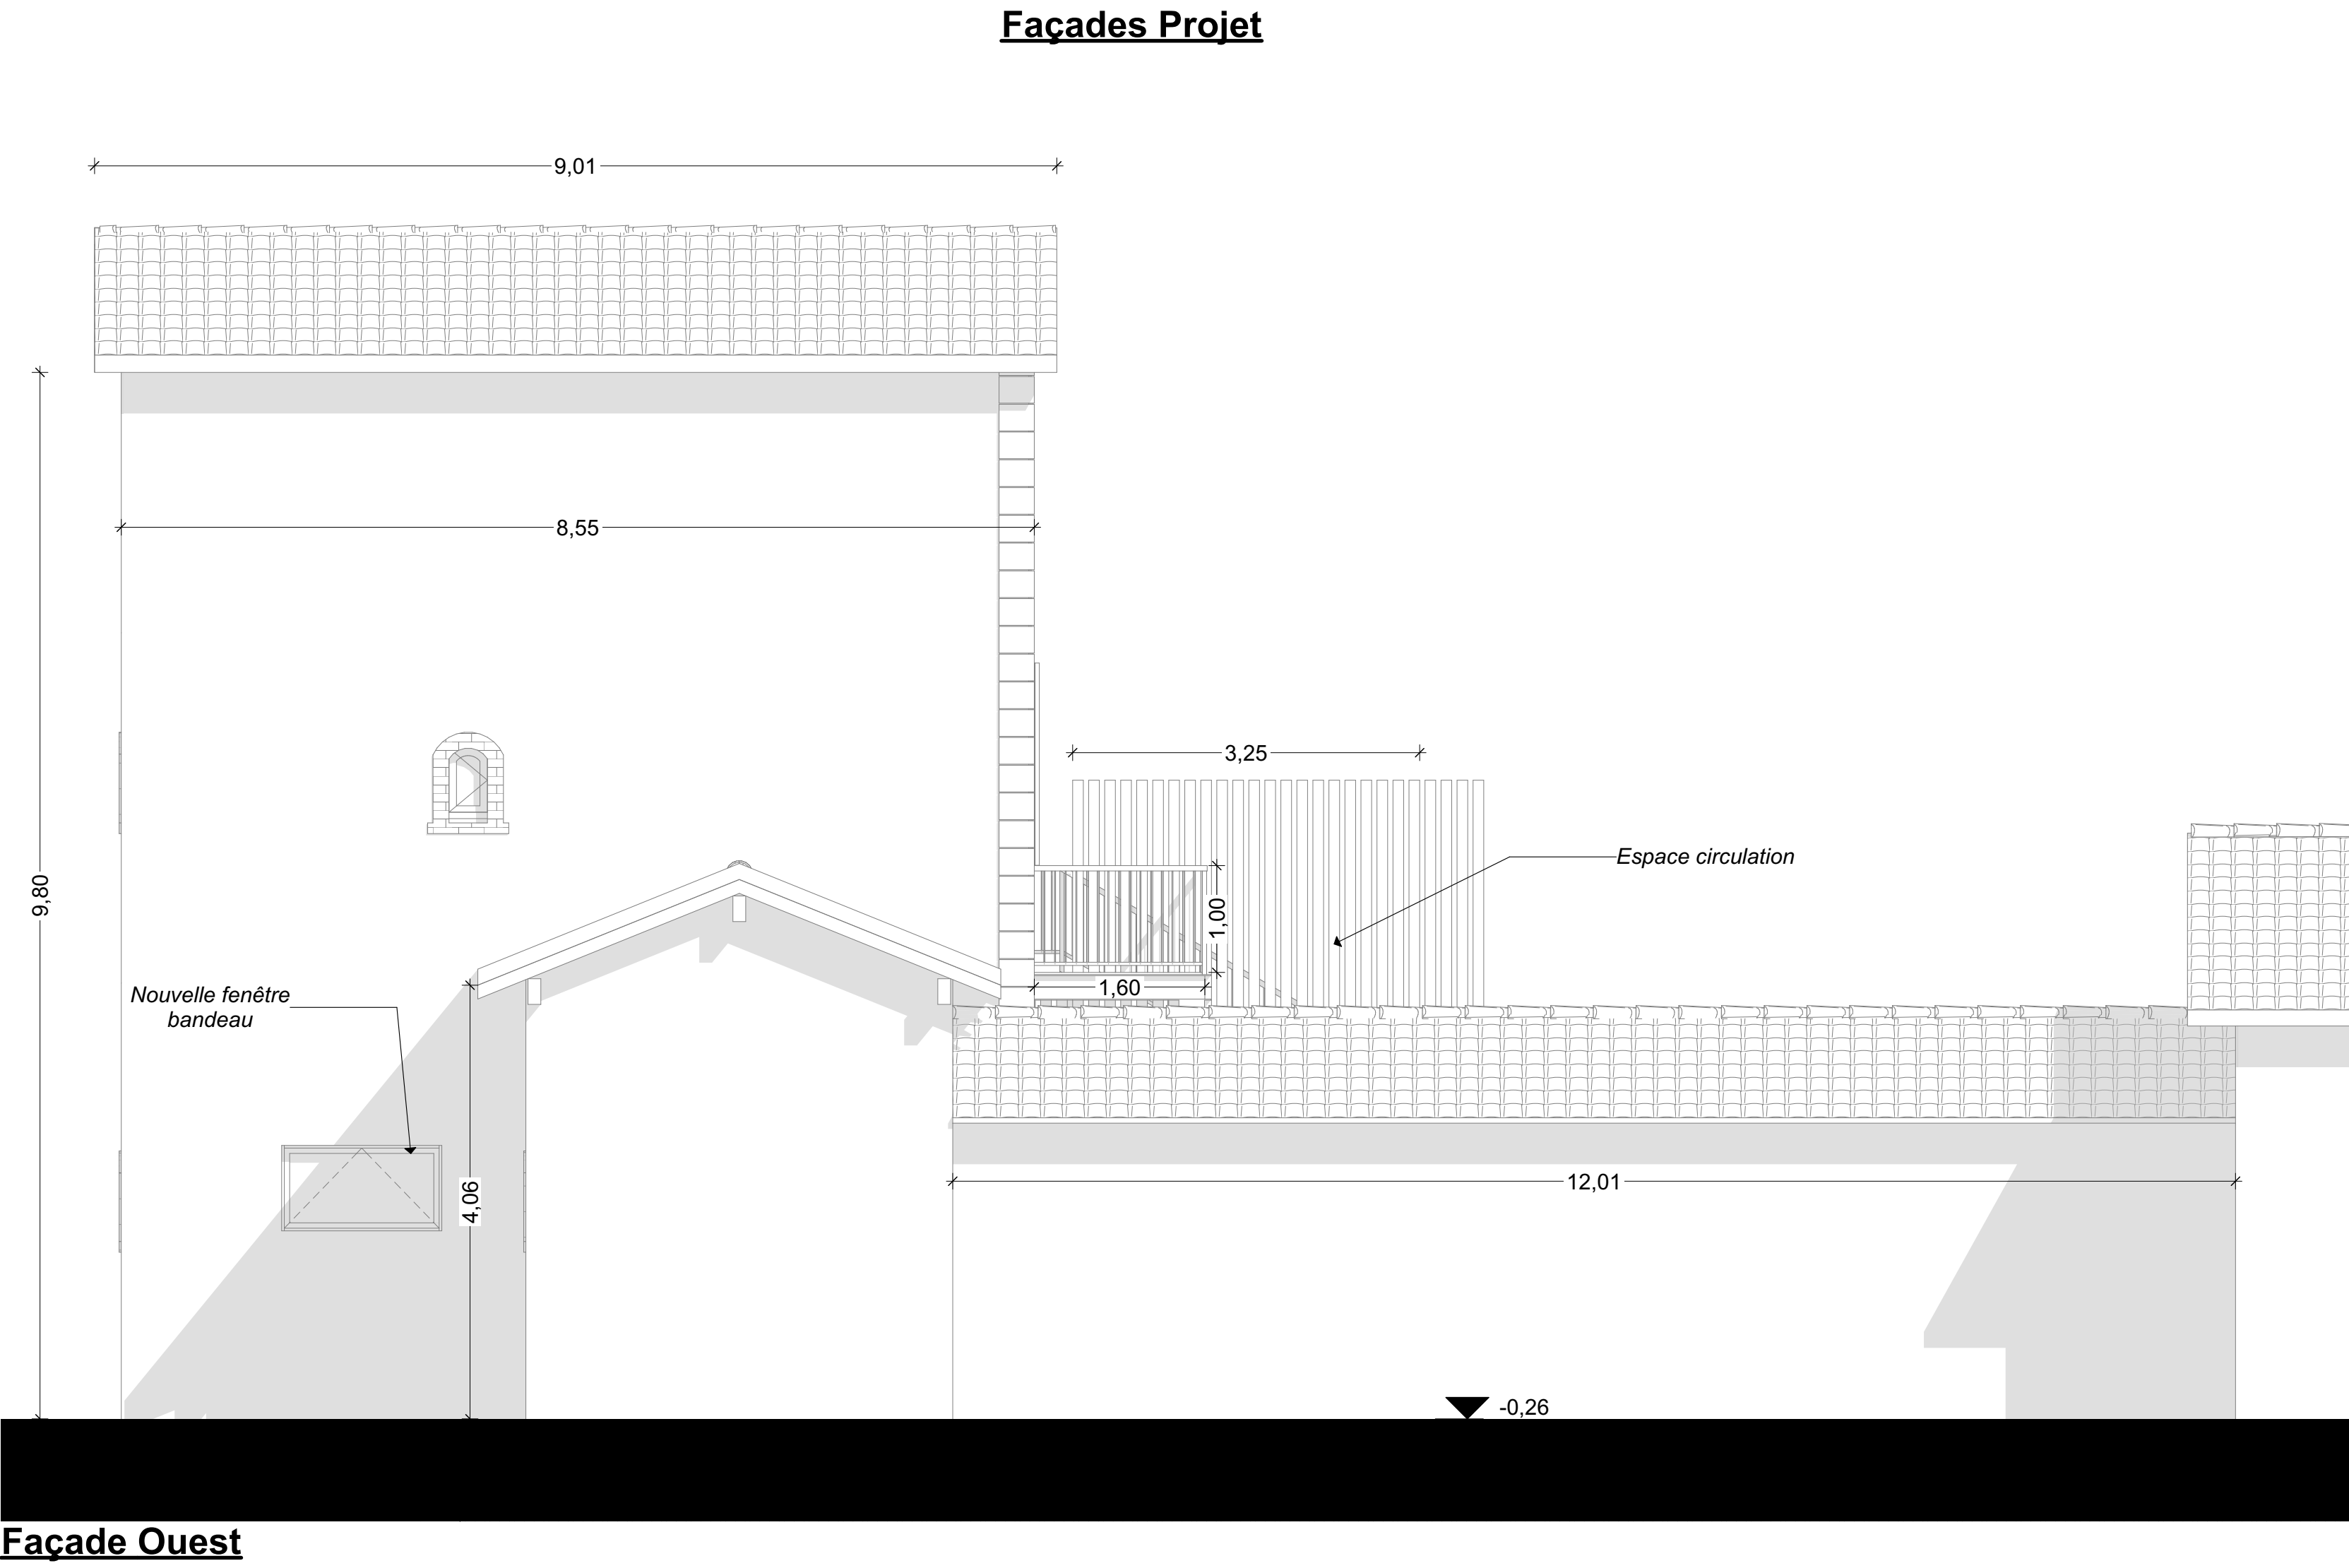 Façades Projet
9,01
8,55
3,25
Espace circulation
9,80
1,00
1,60
Nouvelle fenêtre
bandeau
4,06
12,01
-0,26
Façade Ouest